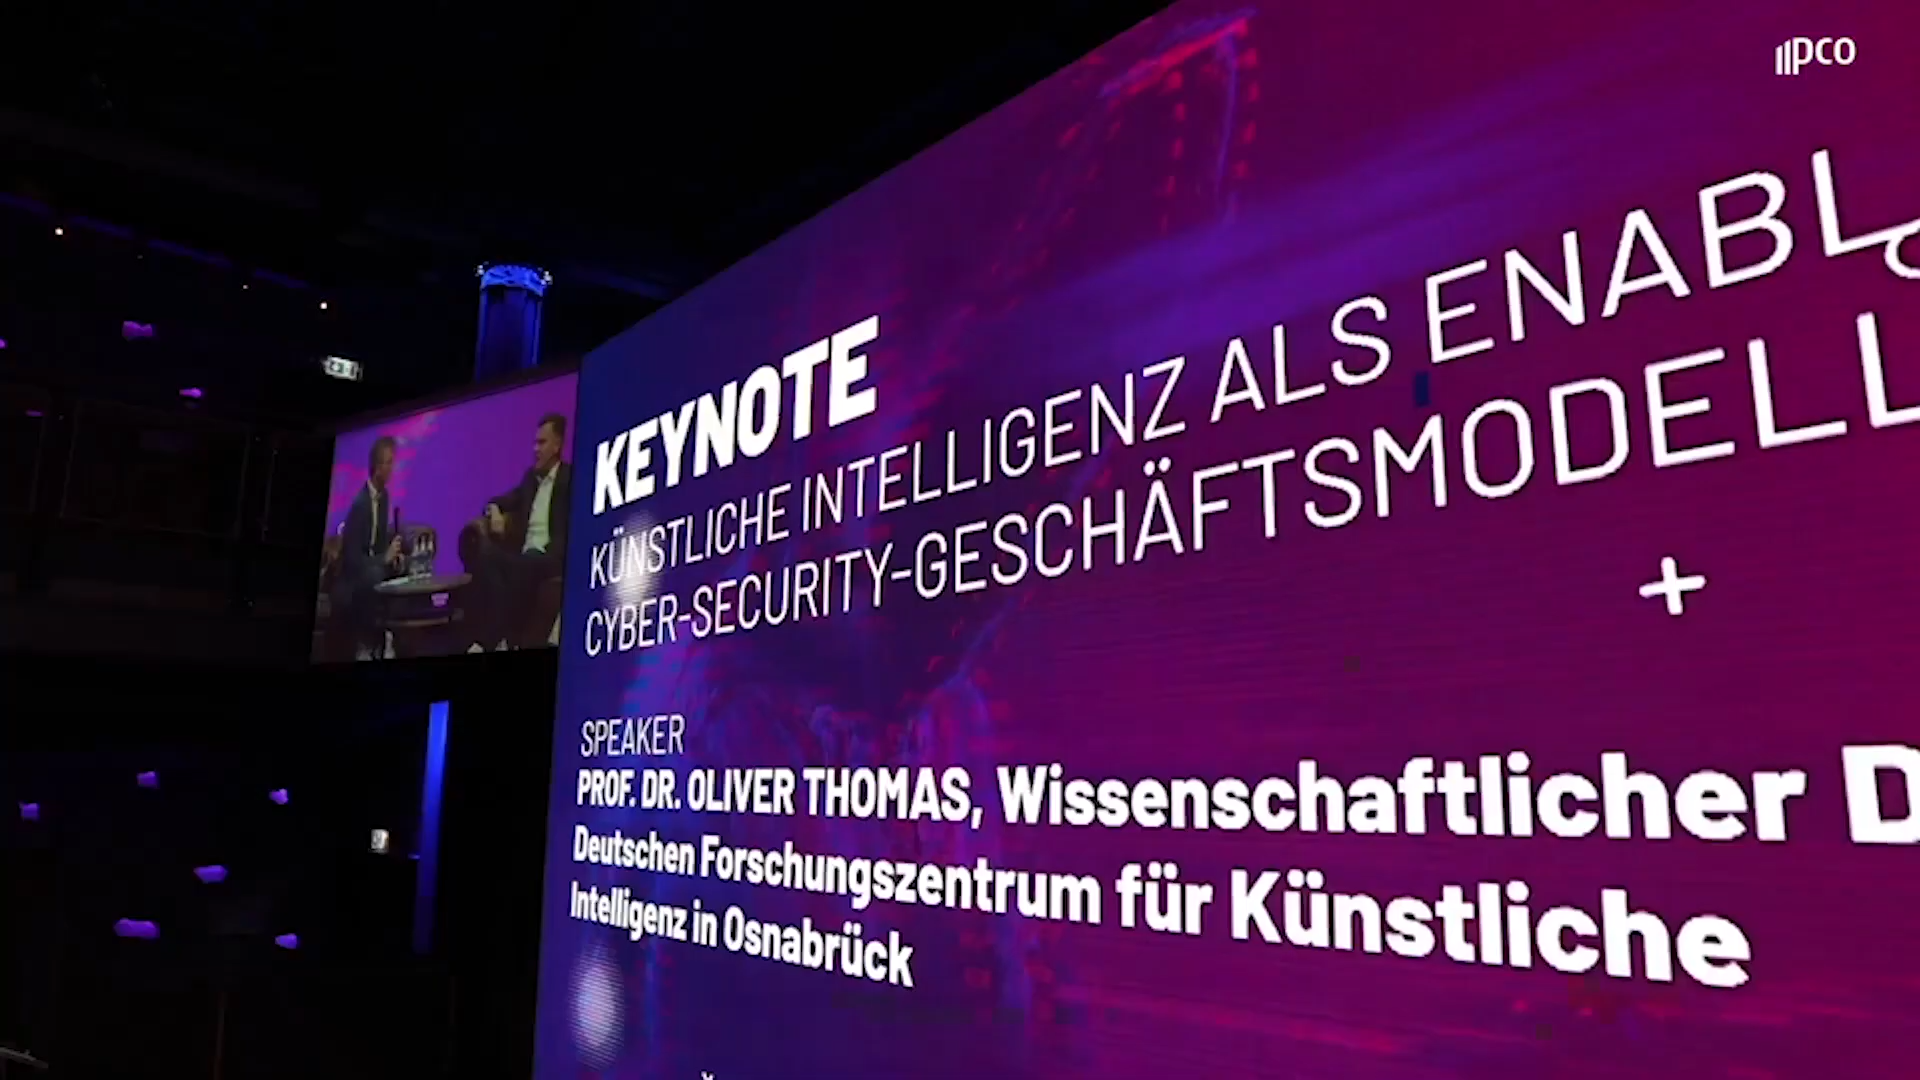 pco
KEYNOTE
KÜNSTLICHE INTELLIGENZ ALS ENABL
CYBER-SECURITY-GESCHÄFTSMODELL
SPEAKER
PROF. DR. OLIVER THOMAS, Wissenschaftlicher D
Deutschen Forschungszentrum für Künstliche
Intelligenz in Osnabrück